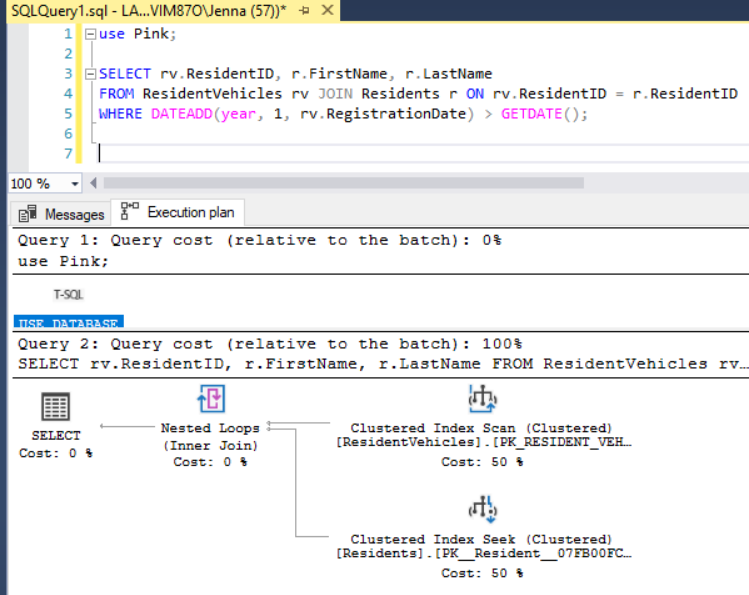 SQLQuery1.sql - LA...VIM87O\Jenna (57))*
1 use Pink;
2
3 SELECT rv.ResidentID, r.FirstName, r.LastName
4 FROM ResidentVehicles rv JOIN Residents r ON rv.ResidentID = r.ResidentID
5 WHERE DATEADD(year, 1, rv.RegistrationDate) > GETDATE();
6
7
100 %
Messages Execution plan
Query 1: Query cost (relative to the batch): 0%
use Pink;
T-SQL
USE DATABASE
Query 2: Query cost (relative to the batch): 100%
SELECT rv.ResidentID, r.FirstName, r.LastName FROM ResidentVehicles rv…
SELECT
Cost: 0 %
Nested Loops
(Inner Join)
Cost: 0 %
Clustered Index Scan (Clustered)
[ResidentVehicles].[PK_RESIDENT_VEH…
Cost: 50 %
Clustered Index Seek (Clustered)
[Residents].[PK__Resident__07FB00FC…
Cost: 50 %